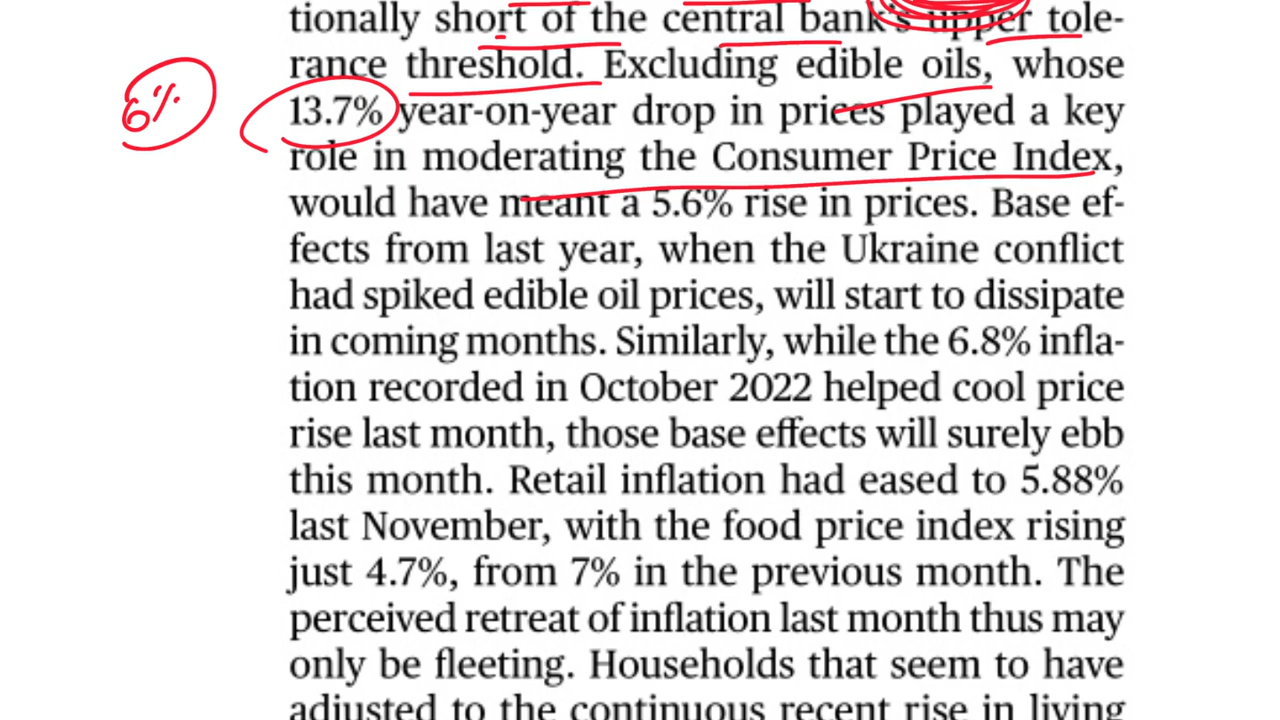 tionally short of the central bank's upper tole-
rance threshold. Excluding edible oils, whose
6%
13.7% year-on-year drop in prices played a key
role in moderating the Consumer Price Index,
would have meant a 5.6% rise in prices. Base ef-
fects from last year, when the Ukraine conflict
had spiked edible oil prices, will start to dissipate
in coming months. Similarly, while the 6.8% infla-
tion recorded in October 2022 helped cool price
rise last month, those base effects will surely ebb
this month. Retail inflation had eased to 5.88%
last November, with the food price index rising
just 4.7%, from 7% in the previous month. The
perceived retreat of inflation last month thus may
only be fleeting. Households that seem to have
adjusted to the continuous recent rise in living